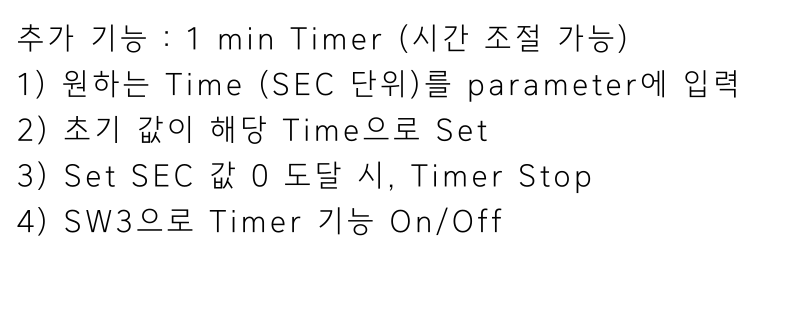 추가 기능 : 1 min Timer (시간 조절 가능)
1) 원하는 Time (SEC 단위)를 parameter에 입력
2) 초기 값이 해당 Time으로 Set
3) Set SEC 값 0 도달 시, Timer Stop
4) SW3으로 Timer 기능 On/Off